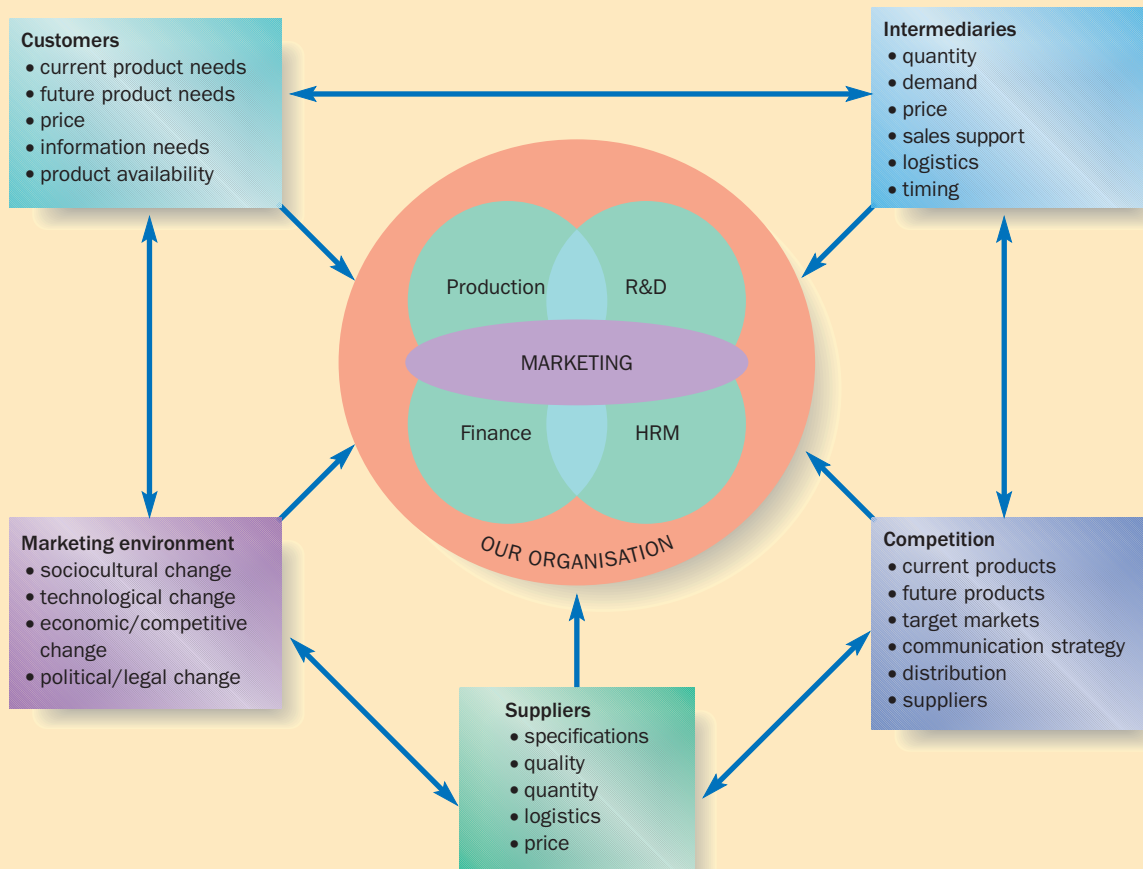 Customers
• current product needs
• future product needs
• price
• information needs
• product availability
Intermediaries
• quantity
• demand
• price
• sales support
• logistics
• timing
Production
R&D
MARKETING
Finance
HRM
OUR ORGANISATION
Marketing environment
• sociocultural change
• technological change
• economic/competitive
change
• political/legal change
Suppliers
• specifications
• quality
• quantity
• logistics
• price
Competition
• current products
• future products
• target markets
• communication strategy
• distribution
• suppliers